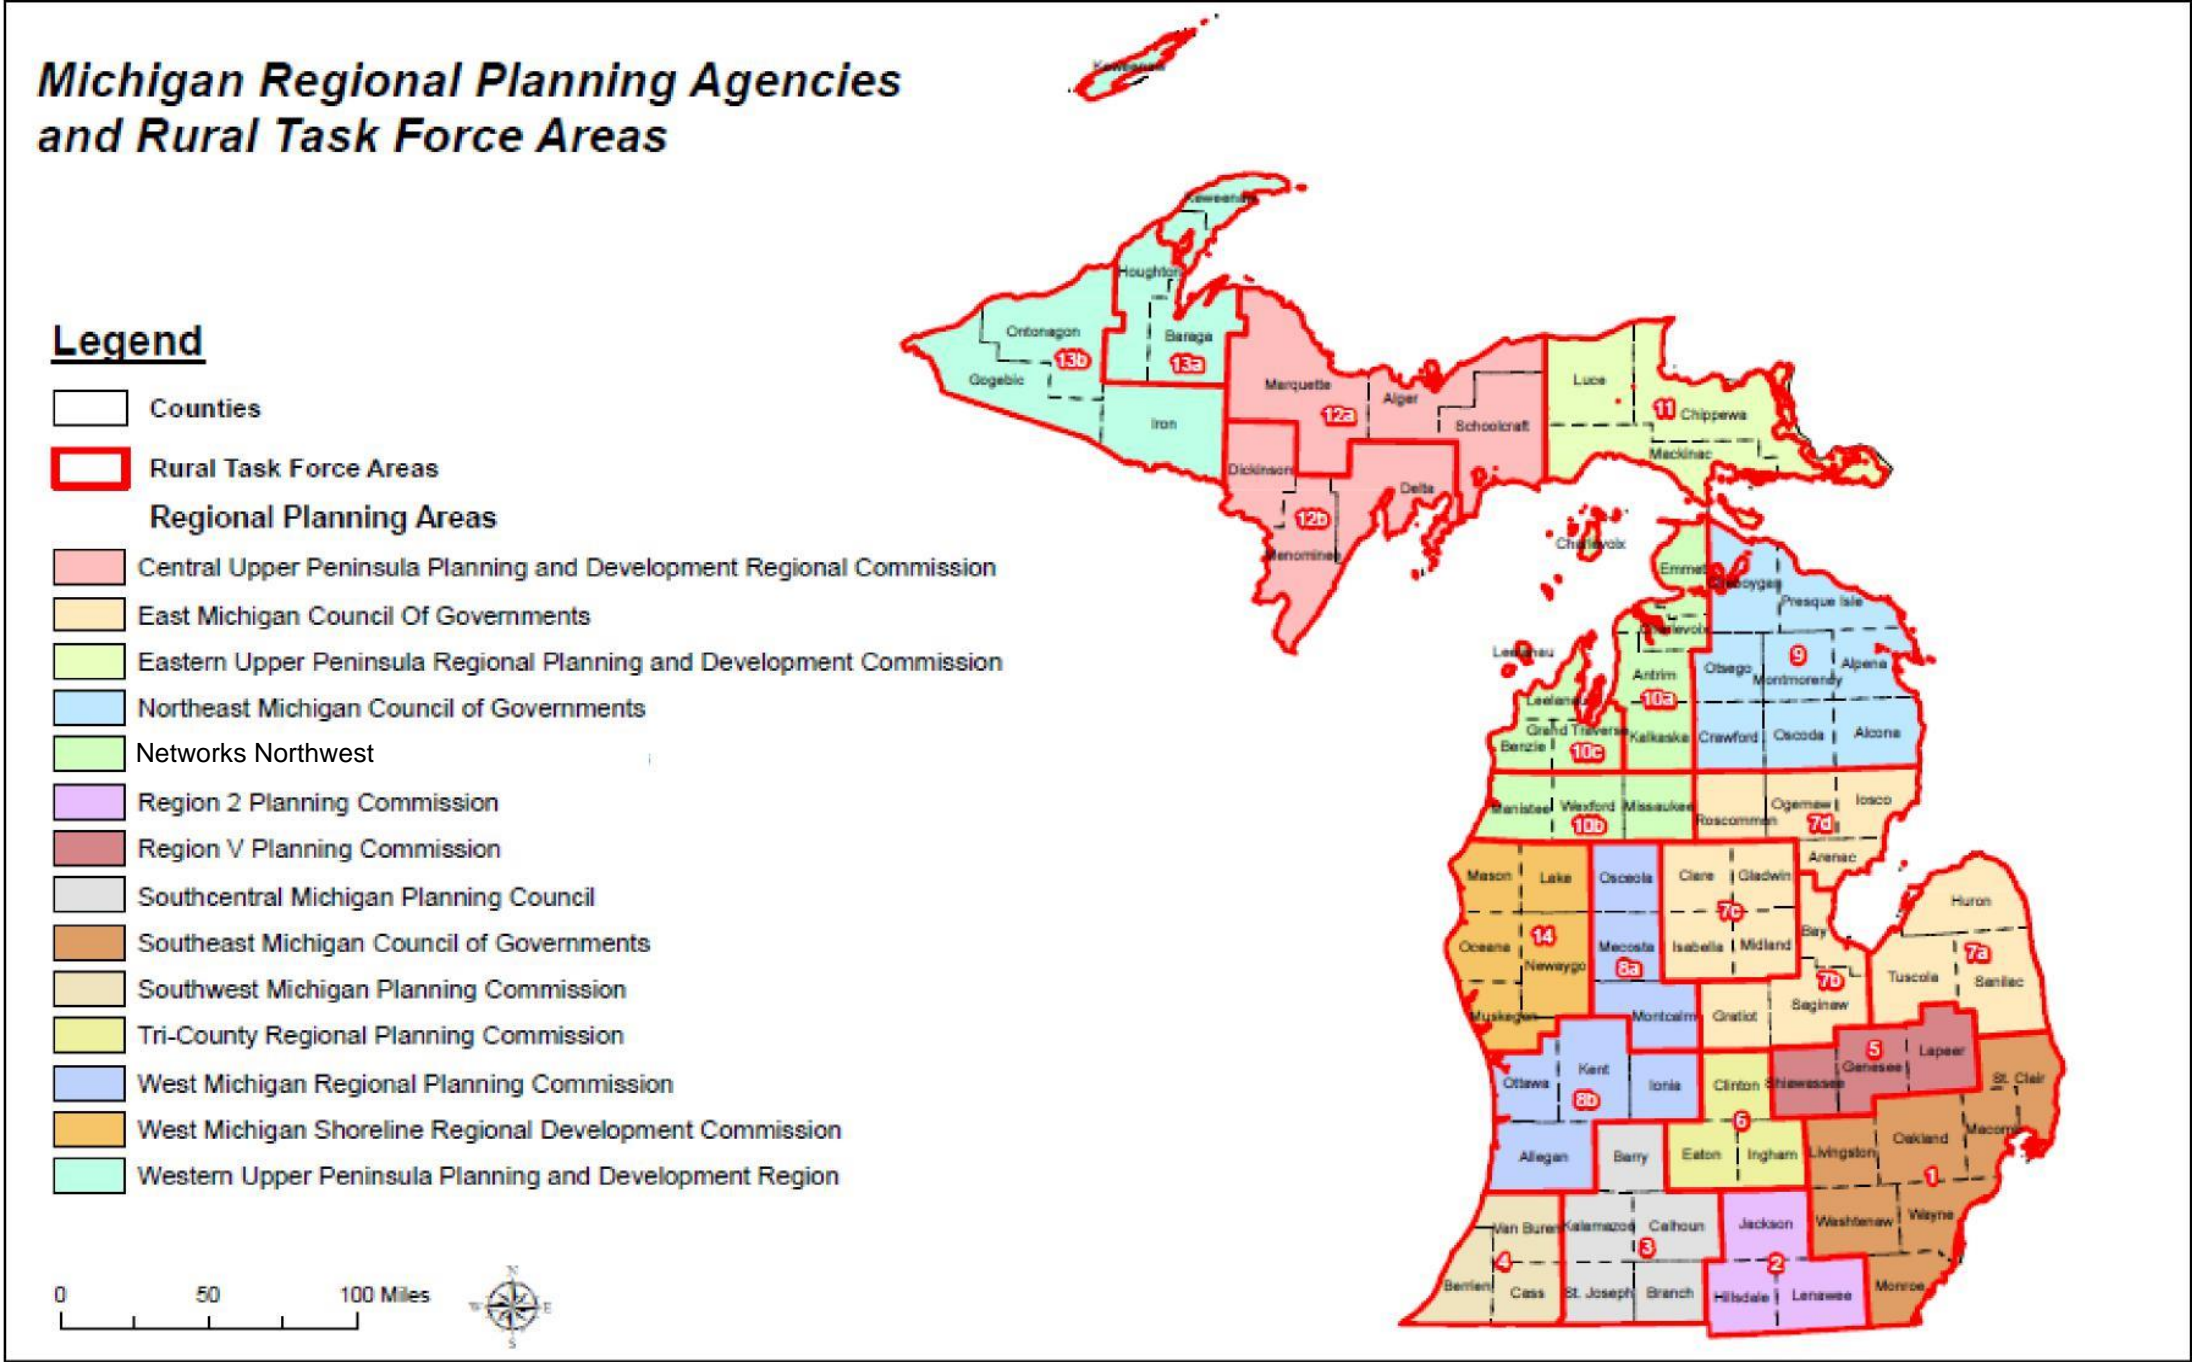 Michigan Regional Planning Agencies
and Rural Task Force Areas
Legend
Counties
Rural Task Force Areas
Regional Planning Areas
Central Upper Peninsula Planning and Development Regional Commission
East Michigan Council Of Governments
Eastern Upper Peninsula Regional Planning and Development Commission
Northeast Michigan Council of Governments
Networks Northwest
Region 2 Planning Commission
Region V Planning Commission
Southcentral Michigan Planning Council
Southeast Michigan Council of Governments
Southwest Michigan Planning Commission
Tri-County Regional Planning Commission
West Michigan Regional Planning Commission
West Michigan Shoreline Regional Development Commission
Western Upper Peninsula Planning and Development Region
0 50 100 Miles
N
W E
S
Keweenaw
Keweenaw
Houghton
Ontonagon
13b
Baraga
13a
Gogebic
Iron
Marquette
12a
Alger
Schoolcraft
Luce
11
Chippewa
Mackinac
Dickinson
Delta
12b
Menominee
Charlevoix
Emmet
Cheboygan
Presque Isle
Charlevoix
Leelanau
Antrim
10a
Otsego
9
Montmorency
Alpena
Leelanau
Grand Traverse
Benzie
10c
Kalkaska
Crawford
Oscoda
Alcona
Manistee
Wexford
10b
Missaukee
Roscommon
Ogemaw
7d
Iosco
Arenac
Mason
Lake
Osceola
Clare
Gladwin
7c
Huron
Oceana
14
Newaygo
Mecosta
8a
Isabella
Midland
Bay
7b
Saginaw
Tuscola
7a
Sanilac
Muskegon
Montcalm
Gratiot
Ottawa
Kent
8b
Ionia
Clinton
Shiawassee
5
Genesee
Lapeer
St. Clair
6
Allegan
Barry
Eaton
Ingham
Livingston
Oakland
Macomb
1
Van Buren
Kalamazoo
Calhoun
3
Jackson
Washtenaw
Wayne
4
2
Berrien
Cass
St. Joseph
Branch
Hillsdale
Lenawee
Monroe